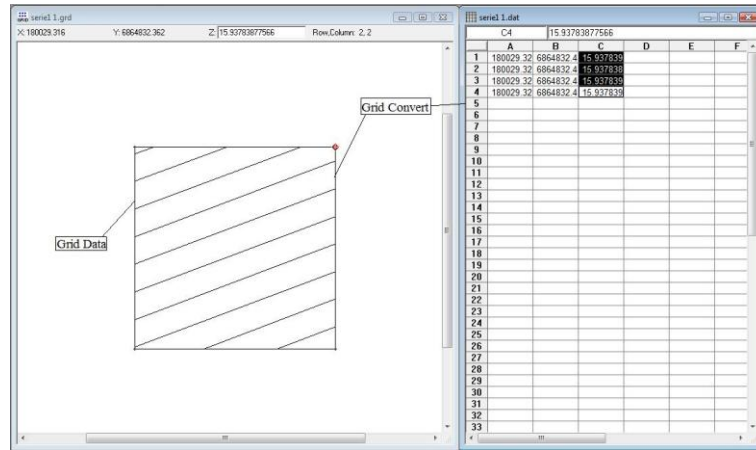 serie1 1.grd
X: 180029.316 Y: 6864832.362 Z: 15.93783877566 Row,Column: 2, 2
Grid Convert
Grid Data
serie1 1.dat
C4 15.93783877566
A B C D E F
1 180029.32 6864832.4 15.937839
2 180029.32 6864832.4 15.937838
3 180029.32 6864832.4 15.937839
4 180029.32 6864832.4 15.937839
5
6
7
8
9
10
11
12
13
14
15
16
17
18
19
20
21
22
23
24
25
26
27
28
29
30
31
32
33